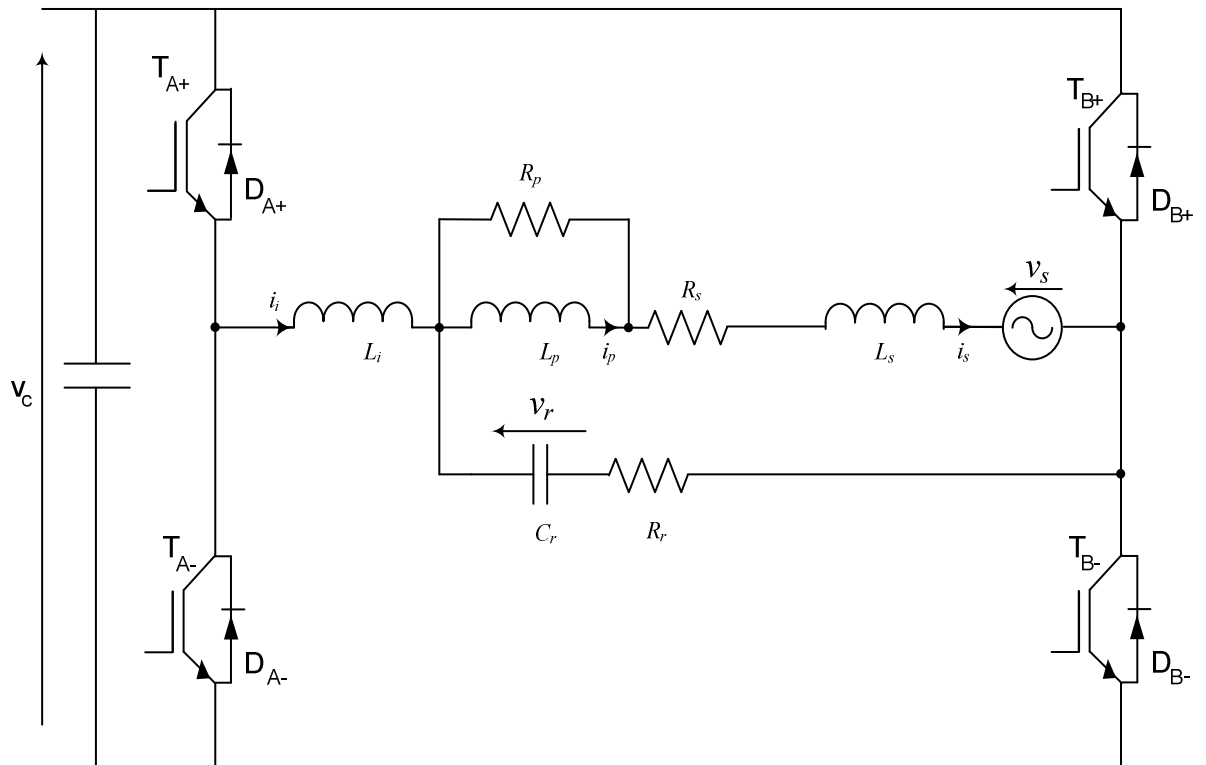 T_A+
D_A+
T_B+
D_B+
R_p
v_s
i_i
R_s
L_i
L_p
i_p
L_s
i_s
v_c
v_r
C_r
R_r
T_A-
D_A-
T_B-
D_B-